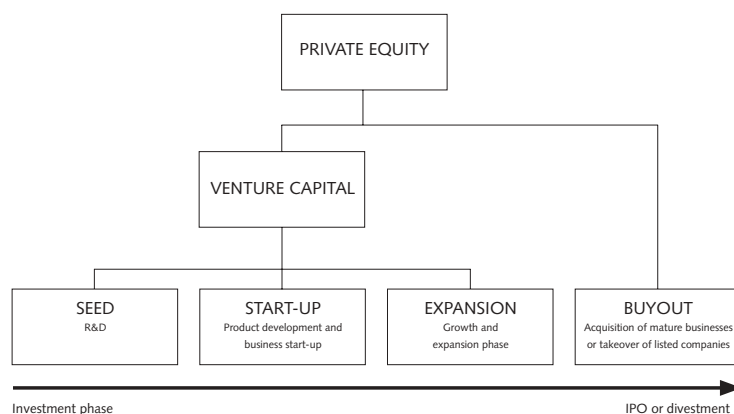 PRIVATE EQUITY
VENTURE CAPITAL
SEED
R&D
START-UP
Product development and
business start-up
EXPANSION
Growth and
expansion phase
BUYOUT
Acquisition of mature businesses
or takeover of listed companies
Investment phase
IPO or divestment